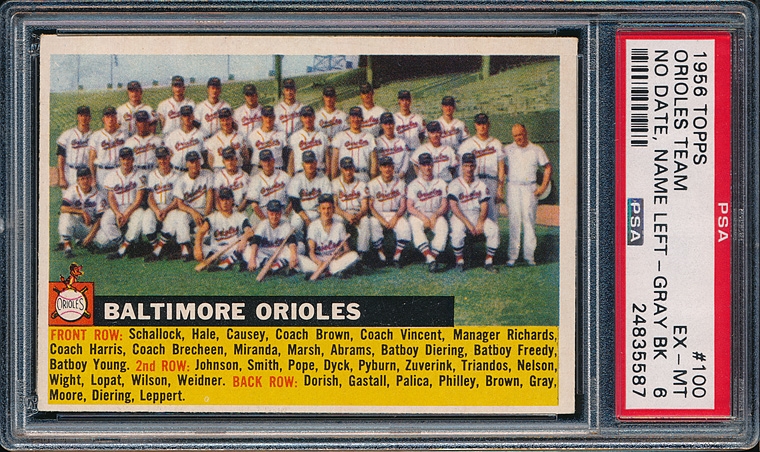 BALTIMORE ORIOLES
ORIOLES
FRONT ROW: Schallock, Hale, Causey, Coach Brown, Coach Vincent, Manager Richards,
Coach Harris, Coach Brecheen, Miranda, Marsh, Abrams, Batboy Diering, Batboy Freedy,
Batboy Young. 2nd ROW: Johnson, Smith, Pope, Dyck, Pyburn, Zuverink, Triandos, Nelson,
Wight, Lopat, Wilson, Weidner. BACK ROW: Dorish, Gastall, Palica, Philley, Brown, Gray,
Moore, Diering, Leppert.
PSA
1956 TOPPS #100
ORIOLES TEAM EX-MT
NO DATE, NAME LEFT-GRAY BK 6
PSA 24835587